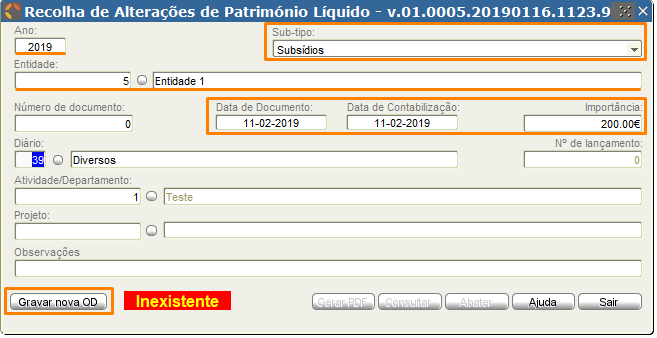 Recolha de Alterações de Património Líquido - v.01.0005.20190116.1123.9
Ano: Sub-tipo:
2019 Subsídios
Entidade:
5 Entidade 1
Número de documento: Data de Documento: Data de Contabilização: Importância:
0 11-02-2019 11-02-2019 200.00€
Diário: Nº de lançamento:
39 Diversos 0
Atividade/Departamento:
1 Teste
Projeto:
Observações
Gravar nova OD Inexistente Gerar PDF Consultar Abater Ajuda Sair